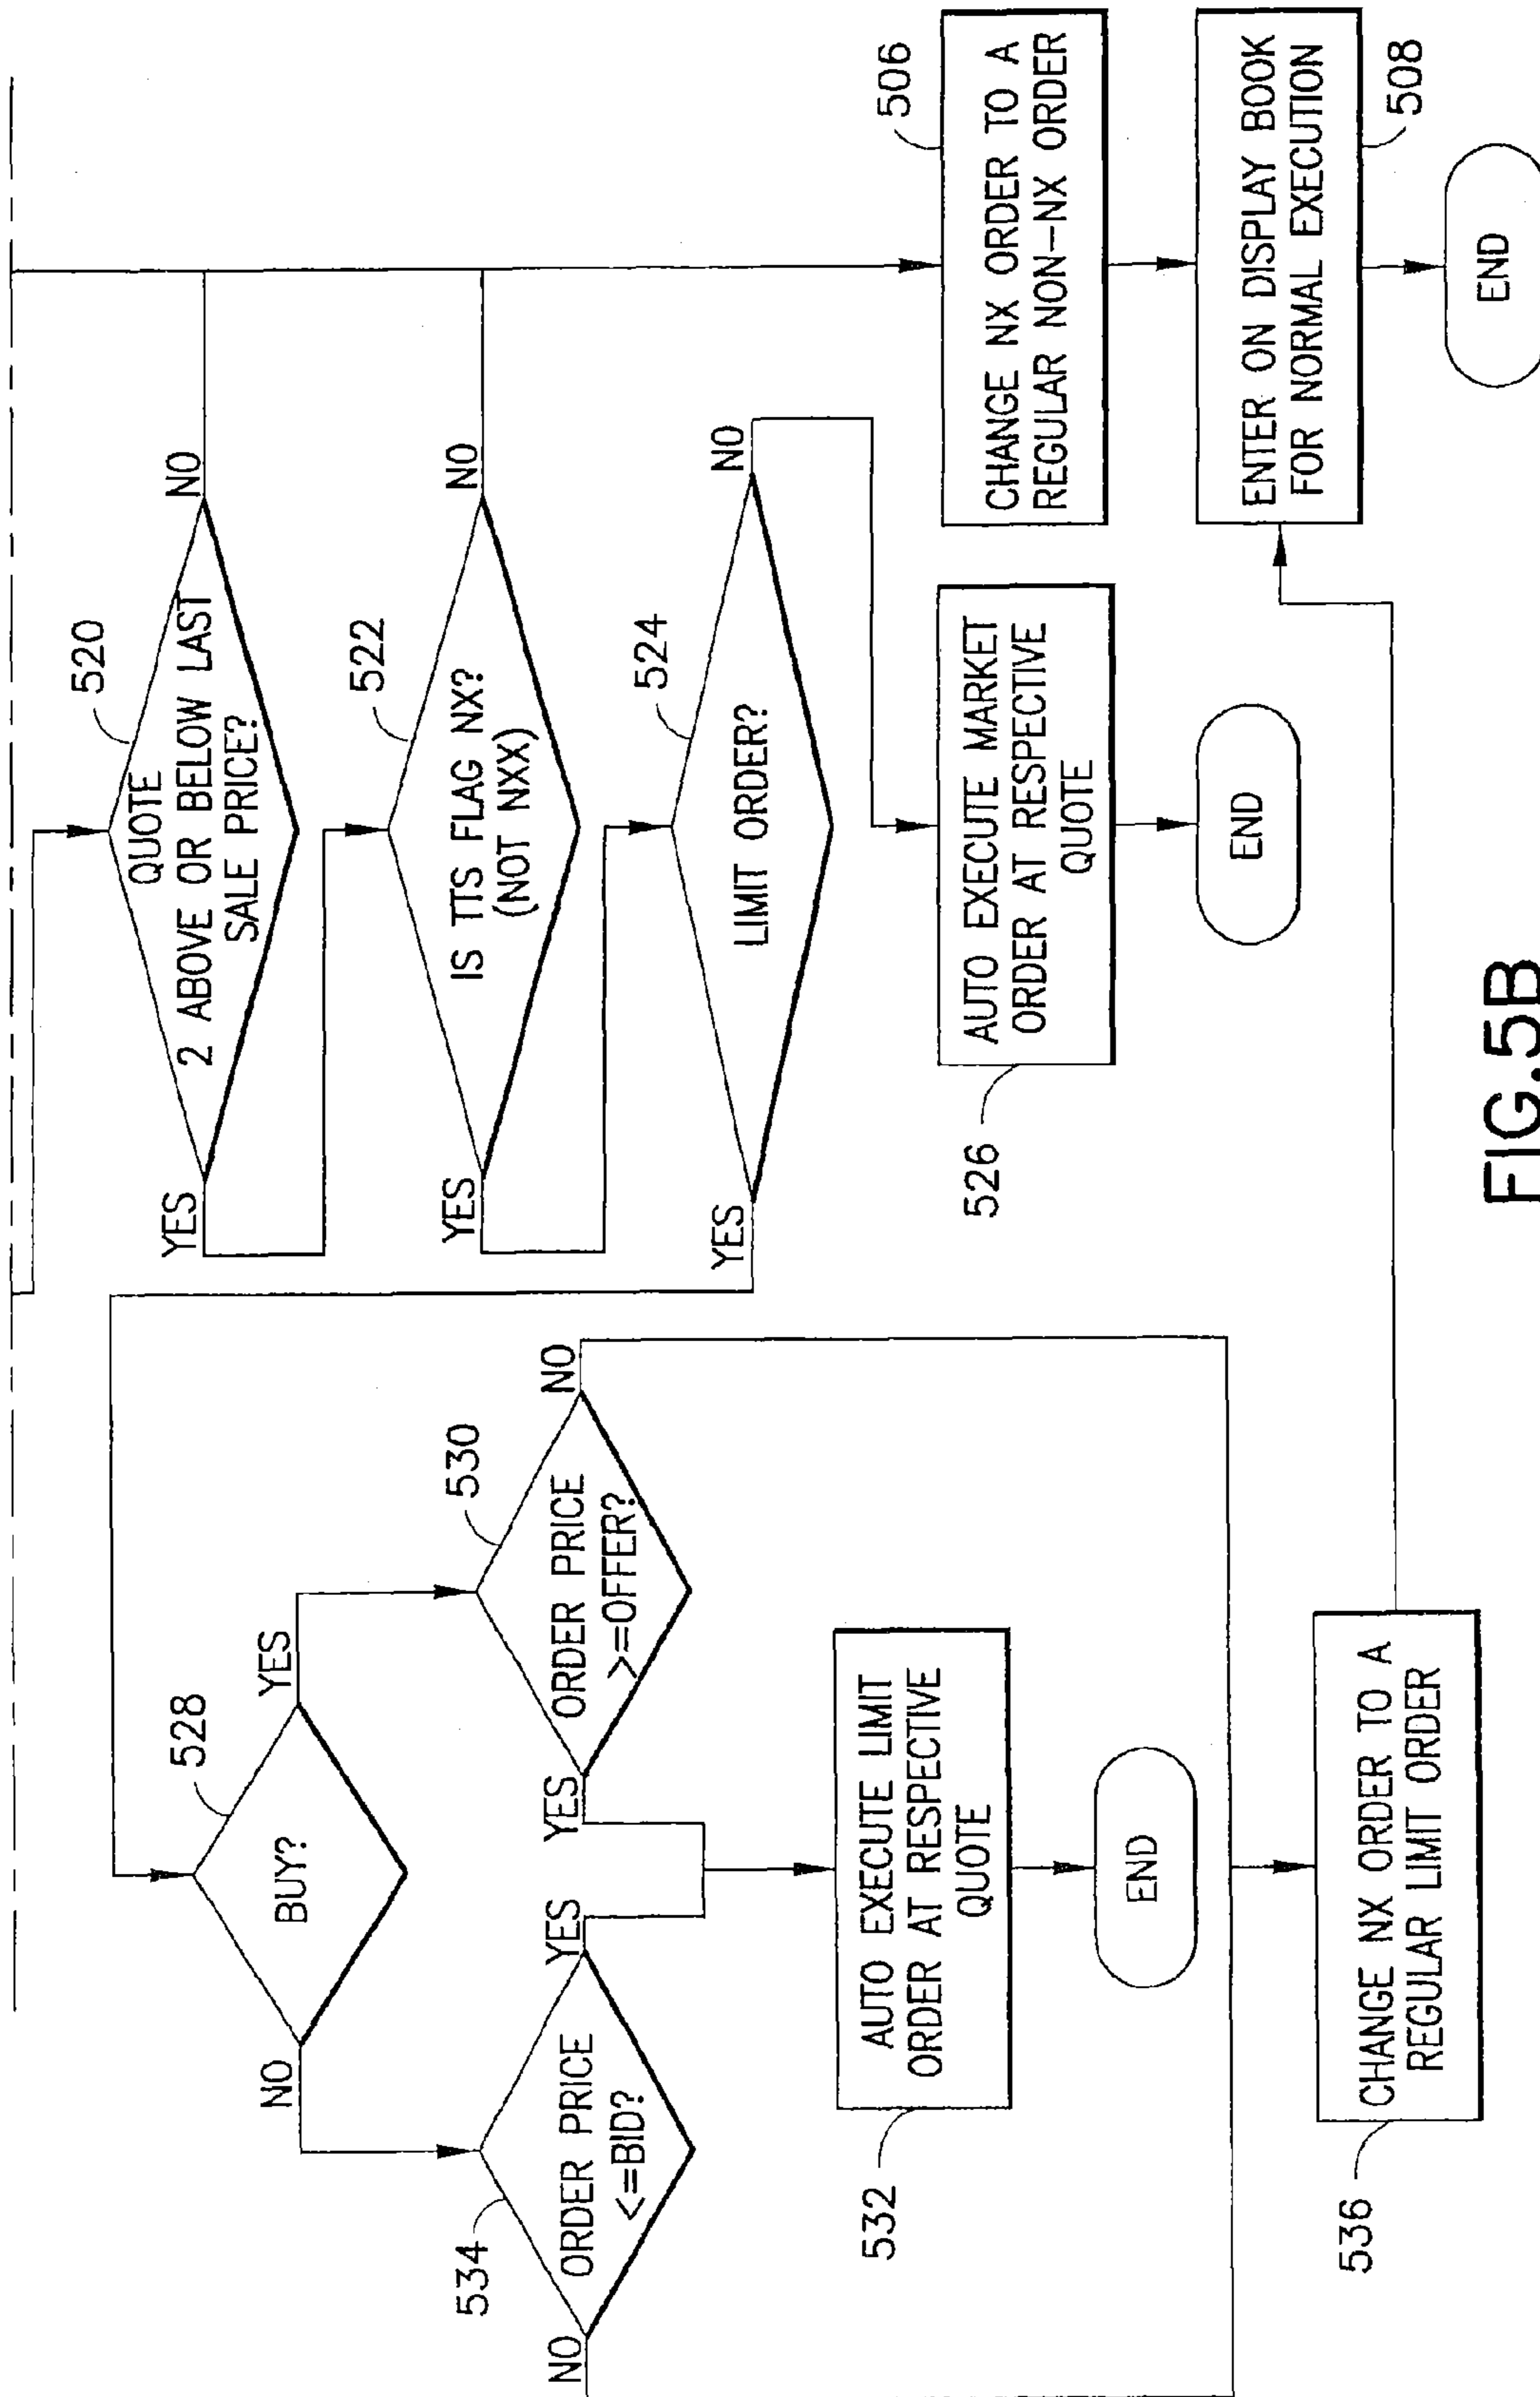 520
QUOTE
2 ABOVE OR BELOW LAST
SALE PRICE?
YES
NO
522
IS TTS FLAG NX?
(NOT NXX)
YES
NO
524
LIMIT ORDER?
YES
NO
528
BUY?
NO
YES
530
ORDER PRICE
>=OFFER?
YES
NO
534
ORDER PRICE
<=BID?
NO
YES
532
AUTO EXECUTE LIMIT
ORDER AT RESPECTIVE
QUOTE
END
526
AUTO EXECUTE MARKET
ORDER AT RESPECTIVE
QUOTE
END
506
CHANGE NX ORDER TO A
REGULAR NON-NX ORDER
ENTER ON DISPLAY BOOK
FOR NORMAL EXECUTION
508
END
536
CHANGE NX ORDER TO A
REGULAR LIMIT ORDER
FIG.5B